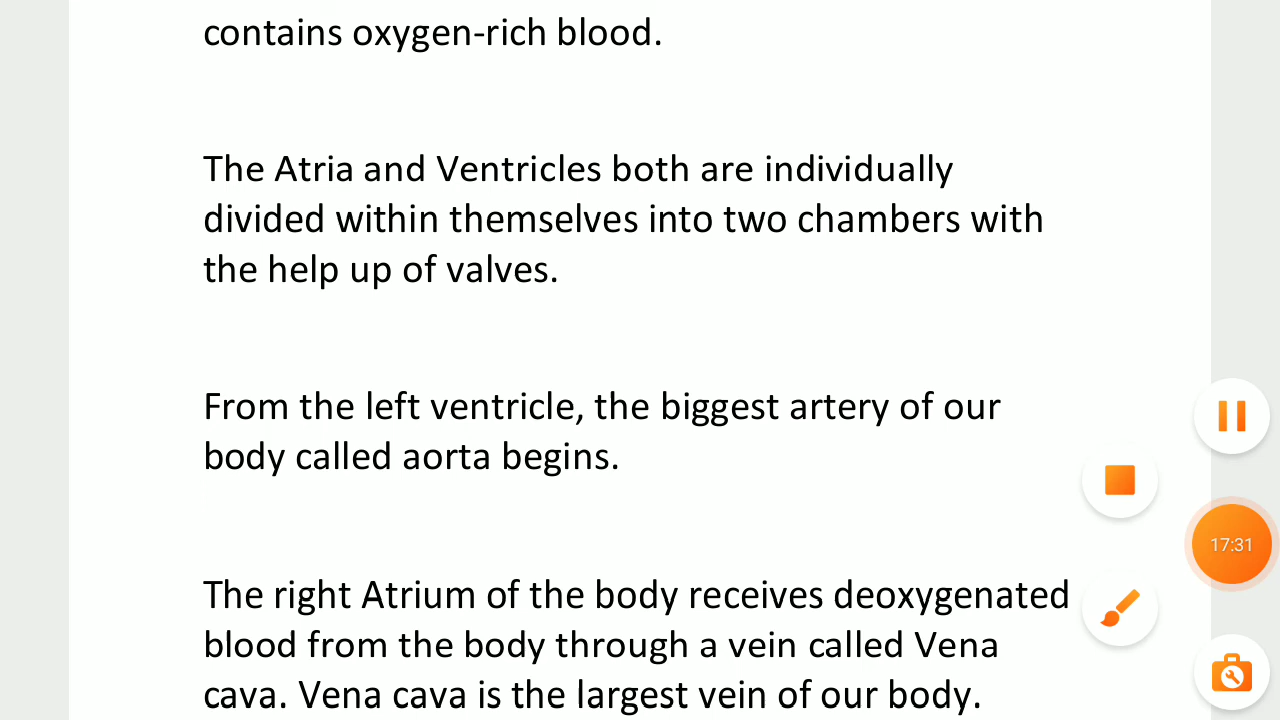 contains oxygen-rich blood.
The Atria and Ventricles both are individually
divided within themselves into two chambers with
the help up of valves.
From the left ventricle, the biggest artery of our
body called aorta begins.
17:31
The right Atrium of the body receives deoxygenated
blood from the body through a vein called Vena
cava. Vena cava is the largest vein of our body.